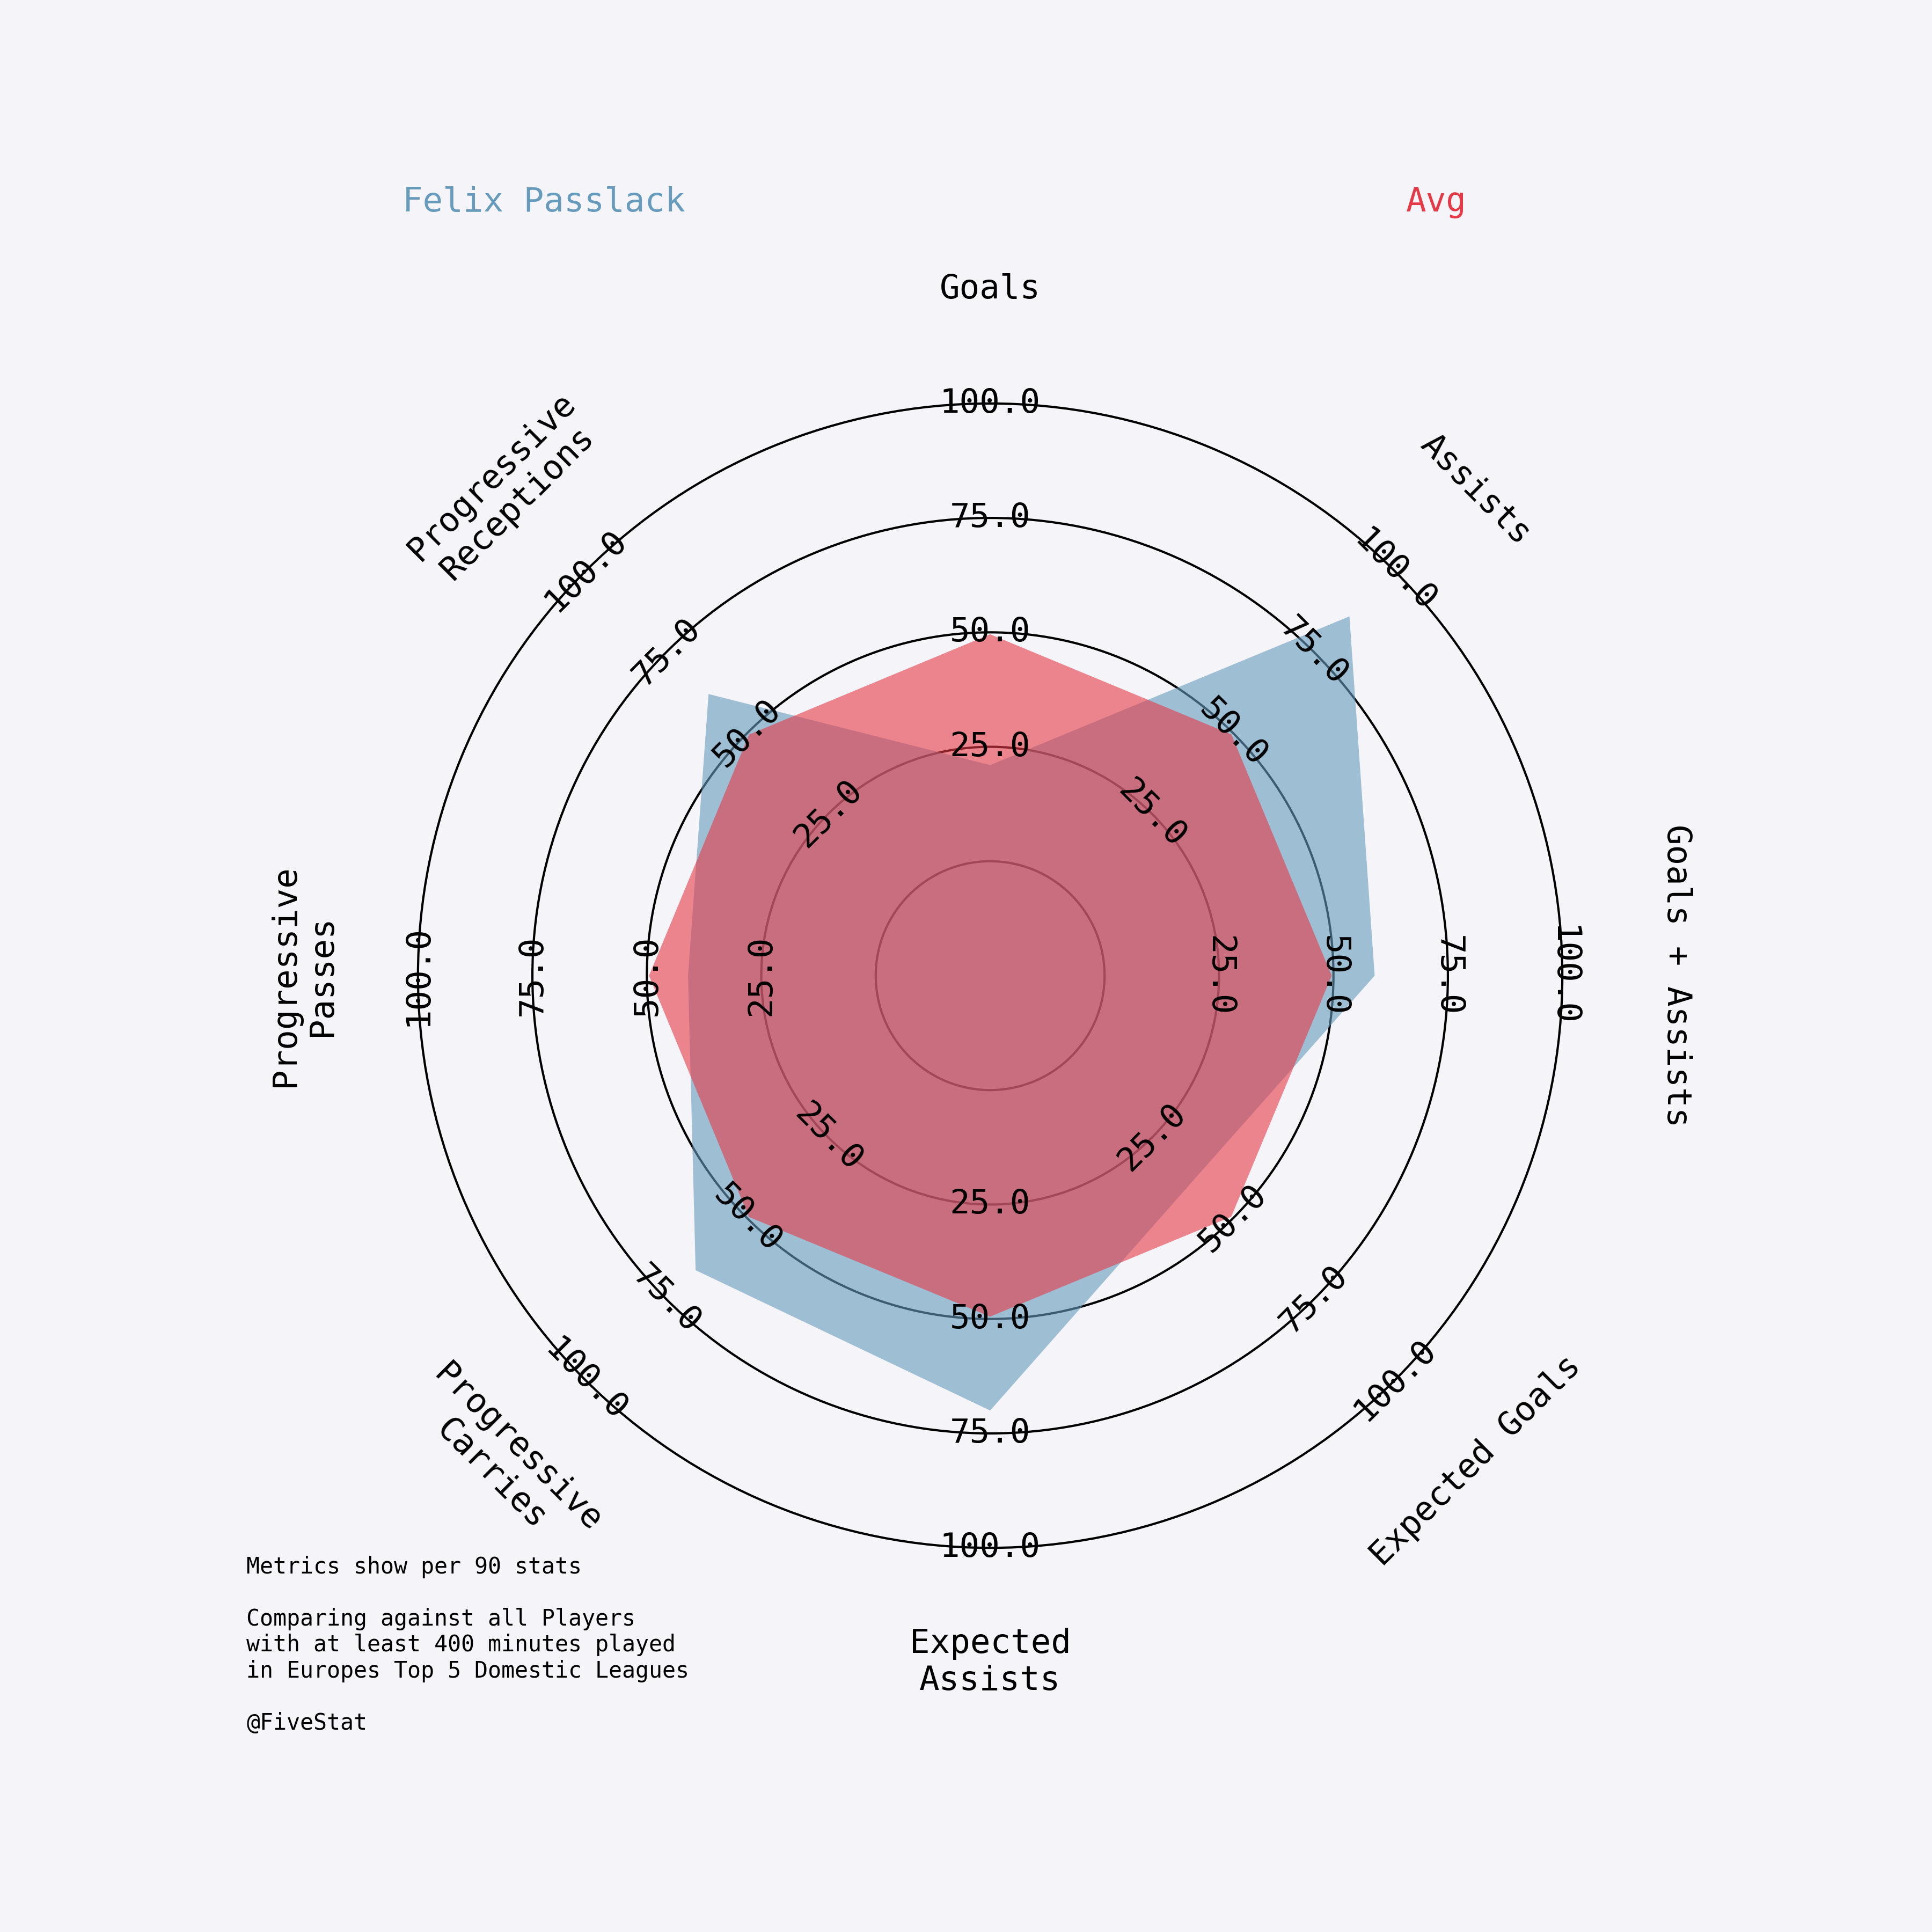 Felix Passlack
Avg
Goals
Assists
Goals + Assists
Expected Goals
Expected
Assists
Progressive
Carries
Progressive
Passes
Progressive
Receptions
25.0
50.0
75.0
100.0
25.0
50.0
75.0
100.0
25.0
50.0
75.0
100.0
25.0
50.0
75.0
100.0
25.0
50.0
75.0
100.0
25.0
50.0
75.0
100.0
25.0
50.0
75.0
100.0
25.0
50.0
75.0
100.0
Metrics show per 90 stats
Comparing against all Players
with at least 400 minutes played
in Europes Top 5 Domestic Leagues
@FiveStat